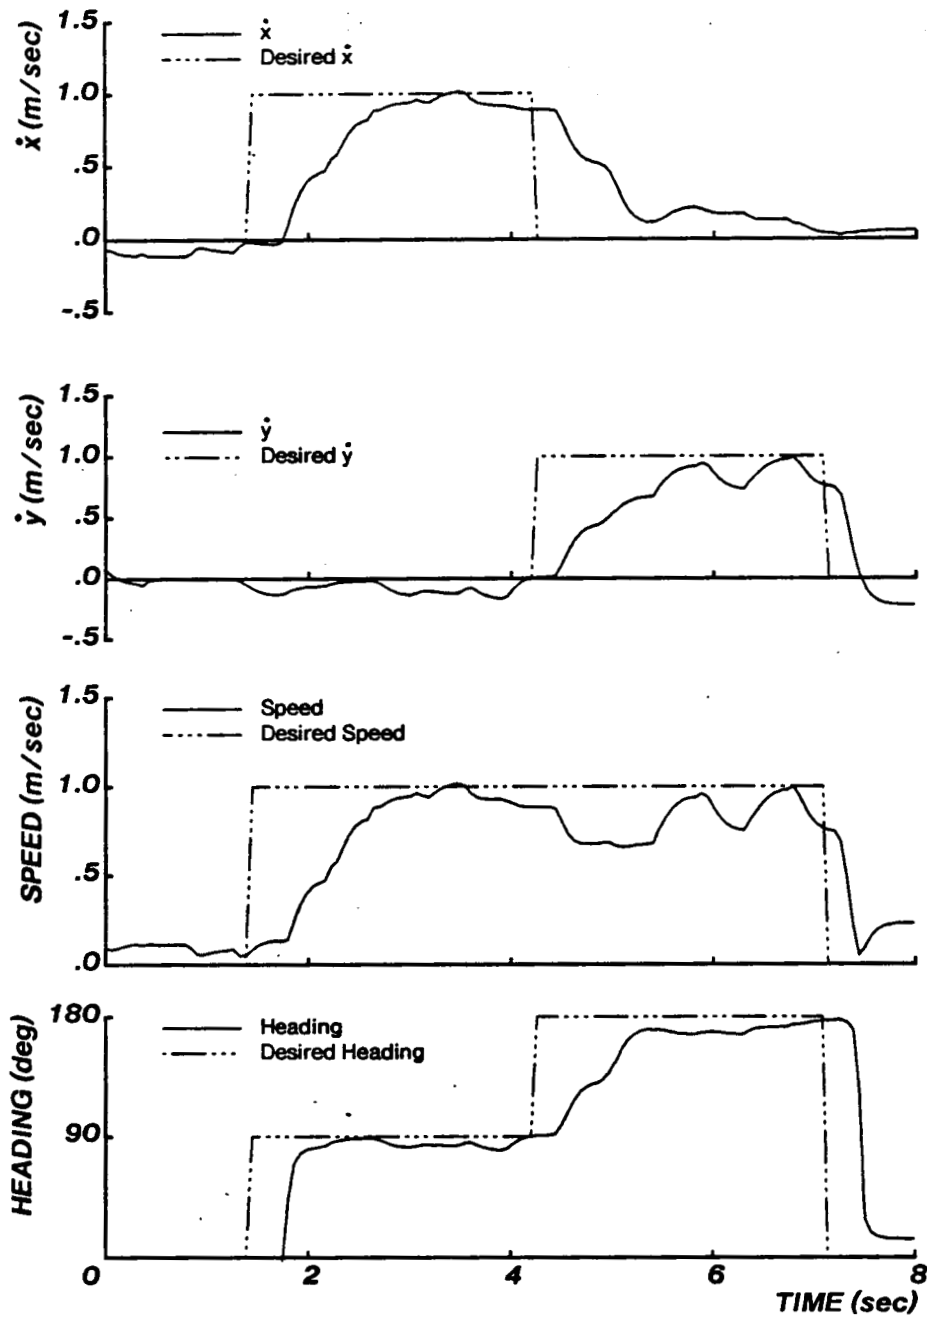 1.5
1.0
.5
.0
-.5
ẋ (m/sec)
ẋ
Desired ẋ
1.5
1.0
.5
.0
-.5
ẏ (m/sec)
ẏ
Desired ẏ
1.5
1.0
.5
.0
SPEED (m/sec)
Speed
Desired Speed
180
90
HEADING (deg)
Heading
Desired Heading
0 2 4 6 8
TIME (sec)